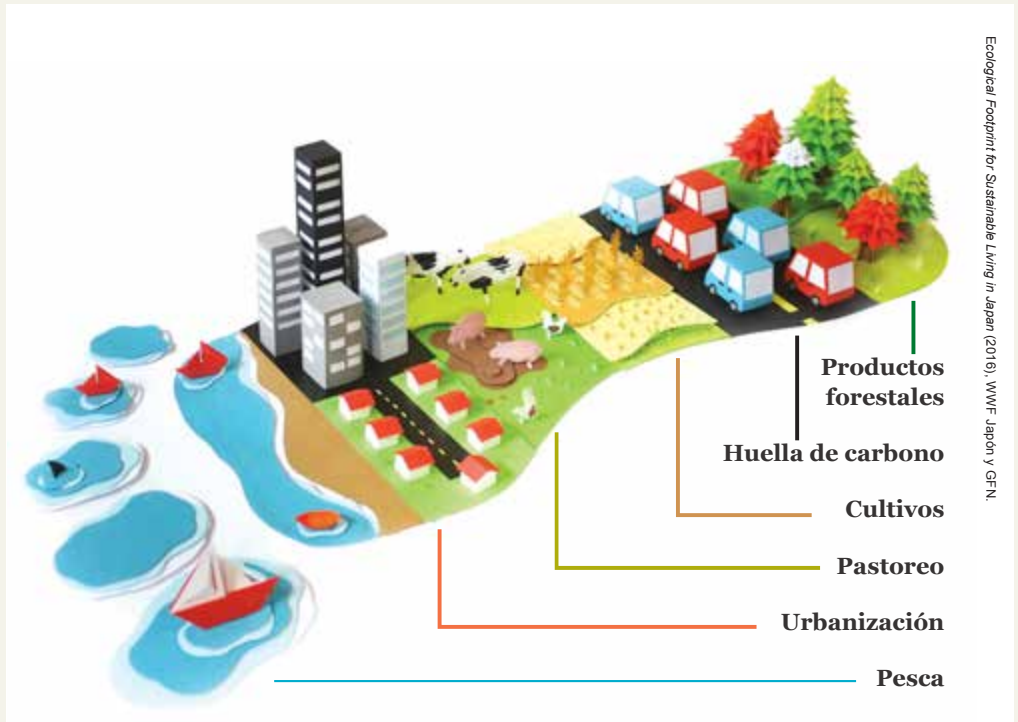 Productos
forestales
Huella de carbono
Cultivos
Pastoreo
Urbanización
Pesca
Ecological Footprint for Sustainable Living in Japan (2016), WWF Japón y GFN.